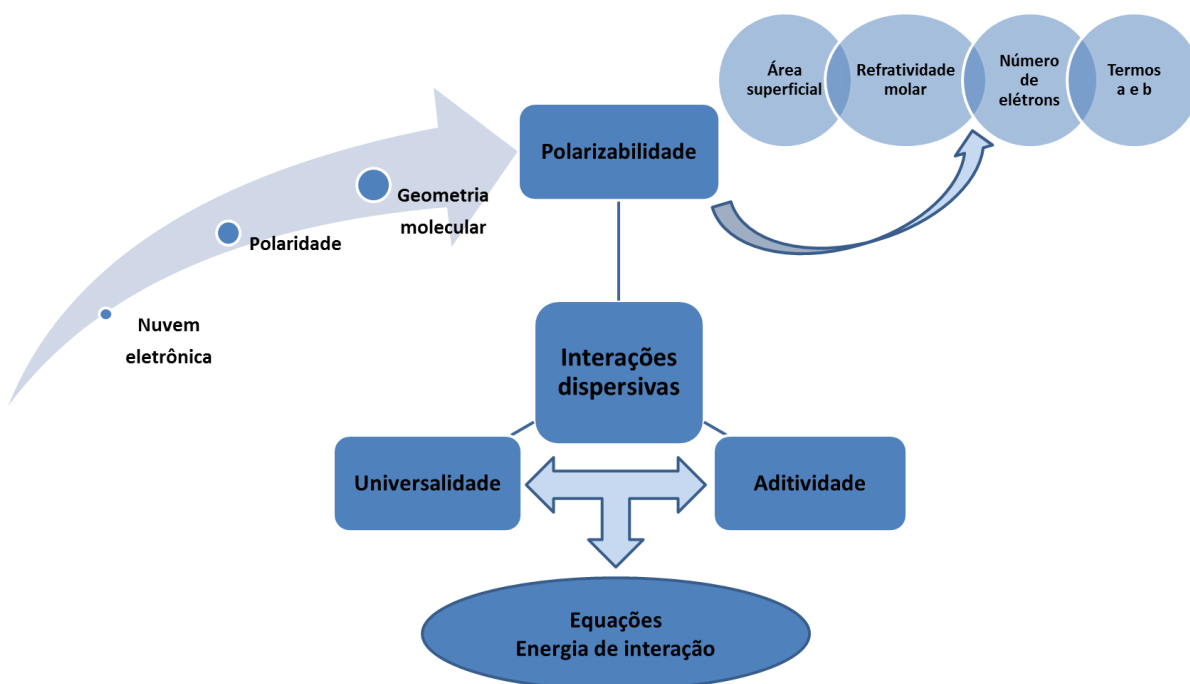 Área
superficial
Refratividade
molar
Número
de
elétrons
Termos
a e b
Polarizabilidade
Geometria
molecular
Polaridade
Nuvem
eletrônica
Interações
dispersivas
Universalidade
Aditividade
Equações
Energia de interação